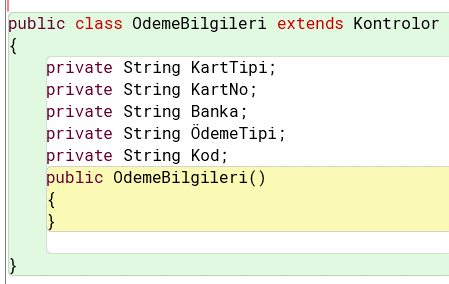 public class OdemeBilgileri extends Kontrolor
{
private String KartTipi;
private String KartNo;
private String Banka;
private String ÖdemeTipi;
private String Kod;
public OdemeBilgileri()
{
}
}